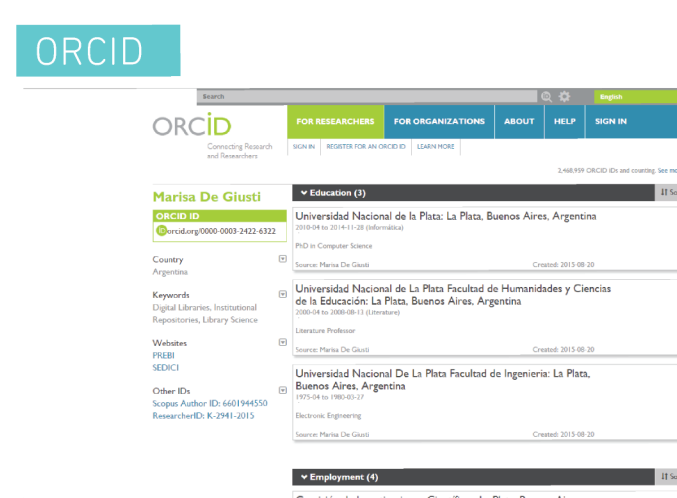 ORCID
Search
English
ORCiD
Connecting Research
and Researchers
FOR RESEARCHERS
FOR ORGANIZATIONS
ABOUT
HELP
SIGN IN
SIGN IN
REGISTER FOR AN ORCID ID
LEARN MORE
2,468,959 ORCID iDs and counting. See
Marisa De Giusti
ORCID ID
iD orcid.org/0000-0003-2422-6322
Country
Argentina
Keywords
Digital Libraries, Institutional
Repositories, Library Science
Websites
PREBI
SEDICI
Other IDs
Scopus Author ID: 6601944550
ResearcherID: K-2941-2015
Education (3)
Universidad Nacional de la Plata: La Plata, Buenos Aires, Argentina
2010-04 to 2014-11-28 (Informática)
PhD in Computer Science
Source: Marisa De Giusti
Created: 2015-08-20
Universidad Nacional de La Plata Facultad de Humanidades y Ciencias
de la Educación: La Plata, Buenos Aires, Argentina
2000-04 to 2000-08-13 (Literature)
Literature Professor
Source: Marisa De Giusti
Created: 2015-08-20
Universidad Nacional De La Plata Facultad de Ingenieria: La Plata,
Buenos Aires, Argentina
1975-04 to 1980-03-27
Electronic Engineering
Source: Marisa De Giusti
Created: 2015-08-20
Employment (4)